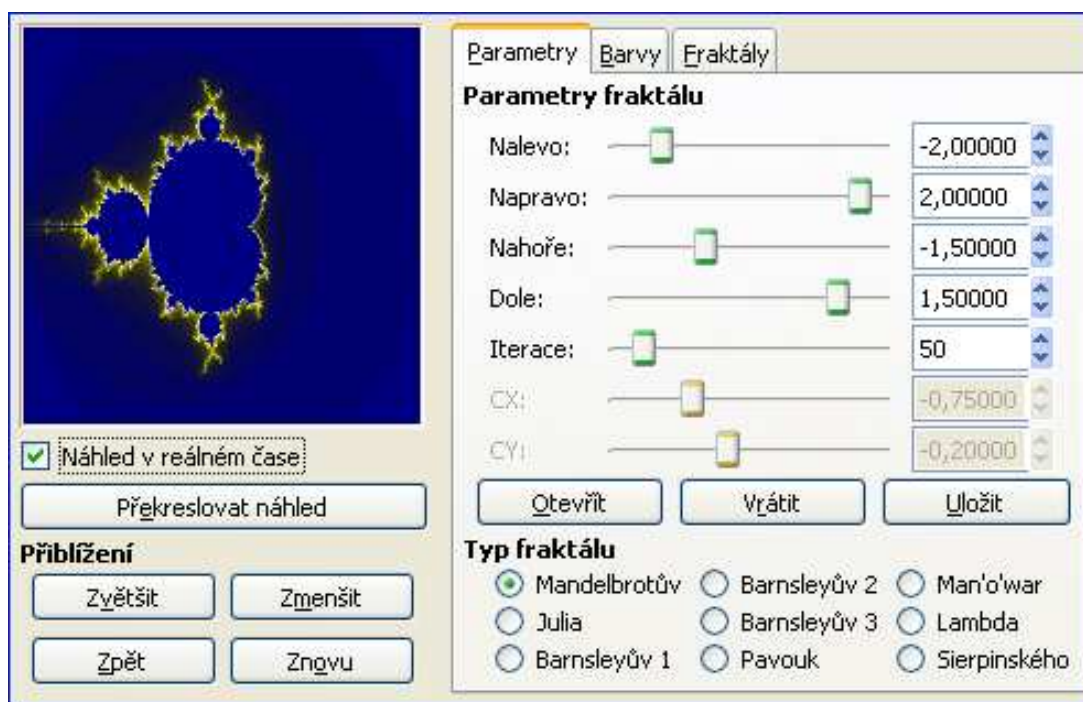 Parametry Barvy Fraktály
Parametry fraktálu
Nalevo: -2,00000
Napravo: 2,00000
Nahoře: -1,50000
Dole: 1,50000
Iterace: 50
CX: -0,75000
CY: -0,20000
Otevřít Vrátit Uložit
Typ fraktálu
Mandelbrotův Barnsleyův 2 Man'o'war
Julia Barnsleyův 3 Lambda
Barnsleyův 1 Pavouk Sierpinského
Náhled v reálném čase
Překreslovat náhled
Přiblížení
Zvětšit Zmenšit
Zpět Znovu